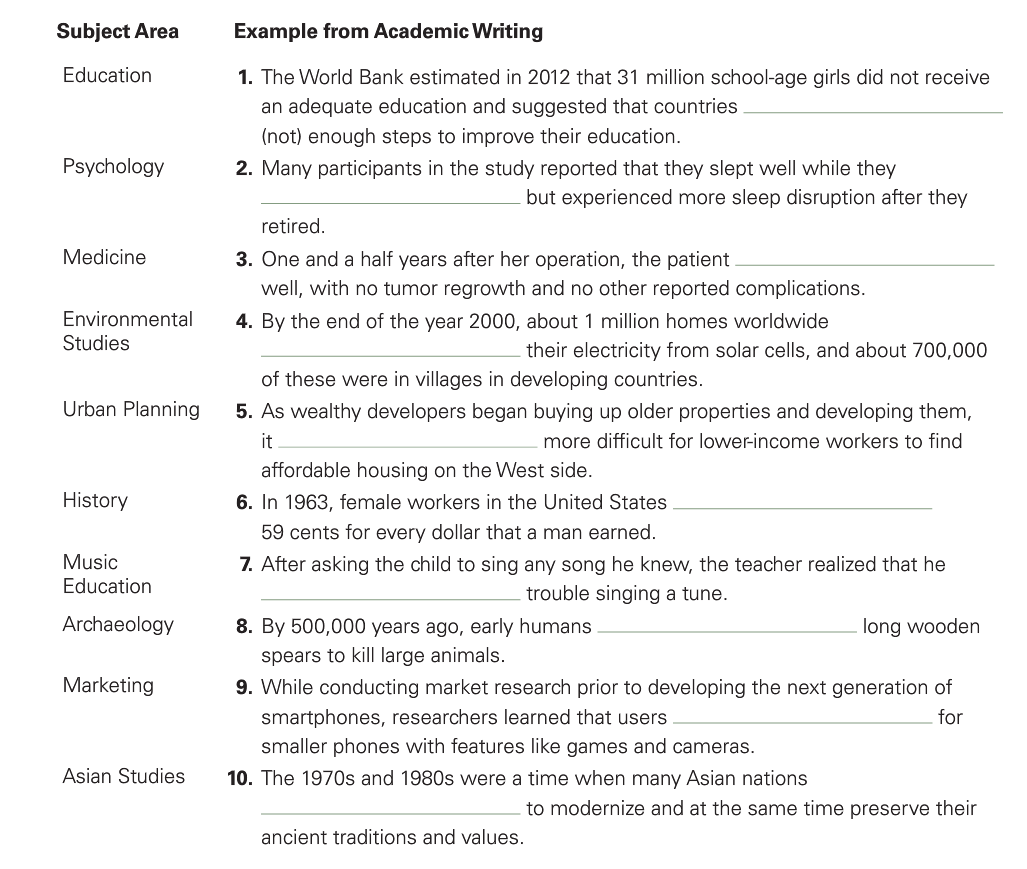 Subject Area Example from Academic Writing
Education 1. The World Bank estimated in 2012 that 31 million school-age girls did not receive
an adequate education and suggested that countries
(not) enough steps to improve their education.
Psychology 2. Many participants in the study reported that they slept well while they
but experienced more sleep disruption after they
retired.
Medicine 3. One and a half years after her operation, the patient
well, with no tumor regrowth and no other reported complications.
Environmental 4. By the end of the year 2000, about 1 million homes worldwide
Studies their electricity from solar cells, and about 700,000
of these were in villages in developing countries.
Urban Planning 5. As wealthy developers began buying up older properties and developing them,
it more difficult for lower-income workers to find
affordable housing on the West side.
History 6. In 1963, female workers in the United States
59 cents for every dollar that a man earned.
Music 7. After asking the child to sing any song he knew, the teacher realized that he
Education trouble singing a tune.
Archaeology 8. By 500,000 years ago, early humans long wooden
spears to kill large animals.
Marketing 9. While conducting market research prior to developing the next generation of
smartphones, researchers learned that users for
smaller phones with features like games and cameras.
Asian Studies 10. The 1970s and 1980s were a time when many Asian nations
to modernize and at the same time preserve their
ancient traditions and values.